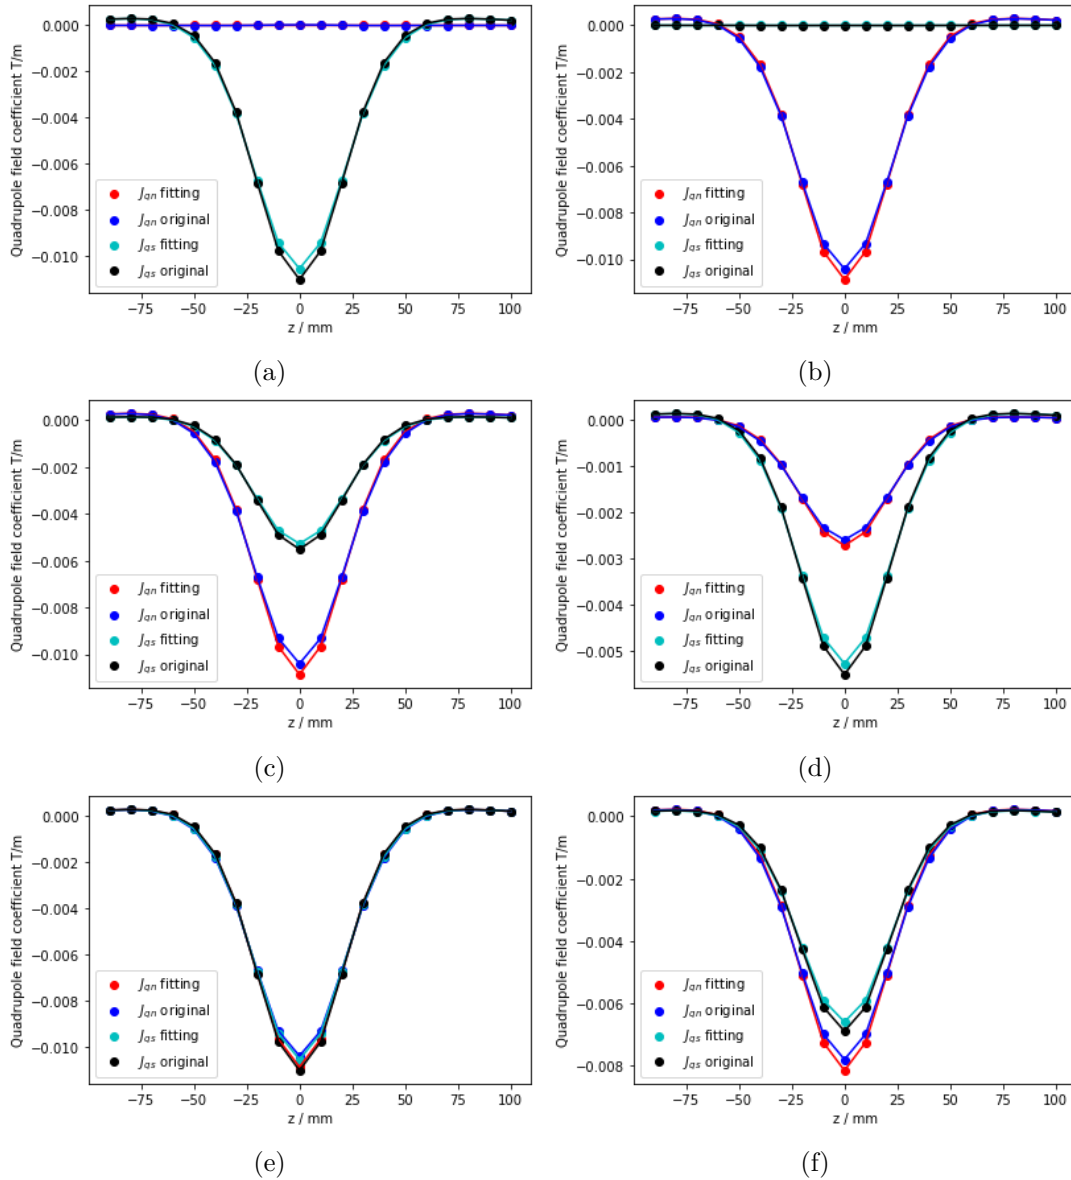 0.000
−0.002
−0.004
−0.006
−0.008
−0.010
Quadrupole field coefficient T/m
J_qn fitting
J_qn original
J_qs fitting
J_qs original
−75 −50 −25 0 25 50 75 100
z / mm
(a)
0.000
−0.002
−0.004
−0.006
−0.008
−0.010
Quadrupole field coefficient T/m
J_qn fitting
J_qn original
J_qs fitting
J_qs original
−75 −50 −25 0 25 50 75 100
z / mm
(b)
0.000
−0.002
−0.004
−0.006
−0.008
−0.010
Quadrupole field coefficient T/m
J_qn fitting
J_qn original
J_qs fitting
J_qs original
−75 −50 −25 0 25 50 75 100
z / mm
(c)
0.000
−0.001
−0.002
−0.003
−0.004
−0.005
Quadrupole field coefficient T/m
J_qn fitting
J_qn original
J_qs fitting
J_qs original
−75 −50 −25 0 25 50 75 100
z / mm
(d)
0.000
−0.002
−0.004
−0.006
−0.008
−0.010
Quadrupole field coefficient T/m
J_qn fitting
J_qn original
J_qs fitting
J_qs original
−75 −50 −25 0 25 50 75 100
z / mm
(e)
0.000
−0.002
−0.004
−0.006
−0.008
Quadrupole field coefficient T/m
J_qn fitting
J_qn original
J_qs fitting
J_qs original
−75 −50 −25 0 25 50 75 100
z / mm
(f)